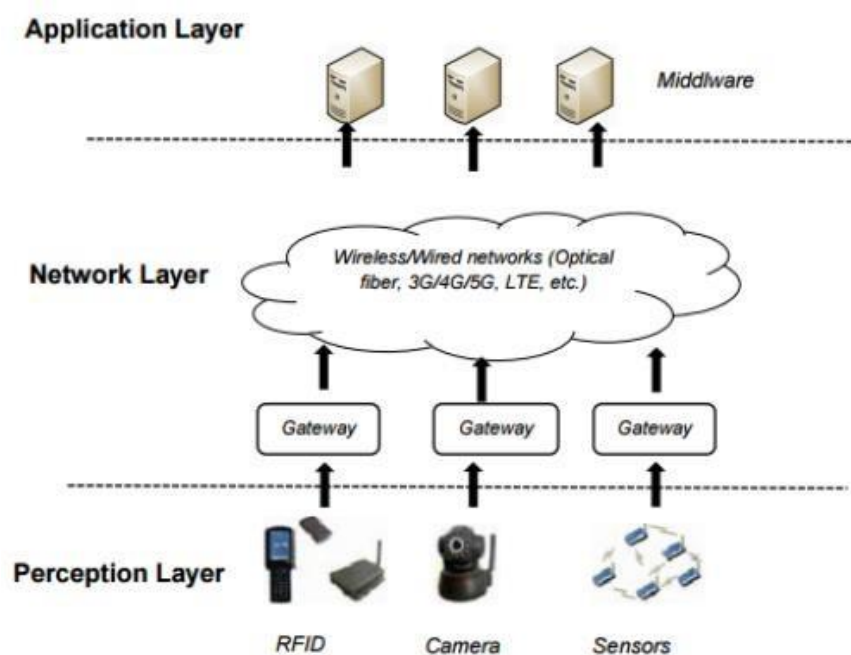 Application Layer
Middlware
Wireless/Wired networks (Optical
fiber, 3G/4G/5G, LTE, etc.)
Network Layer
Gateway Gateway Gateway
Perception Layer
RFID Camera Sensors